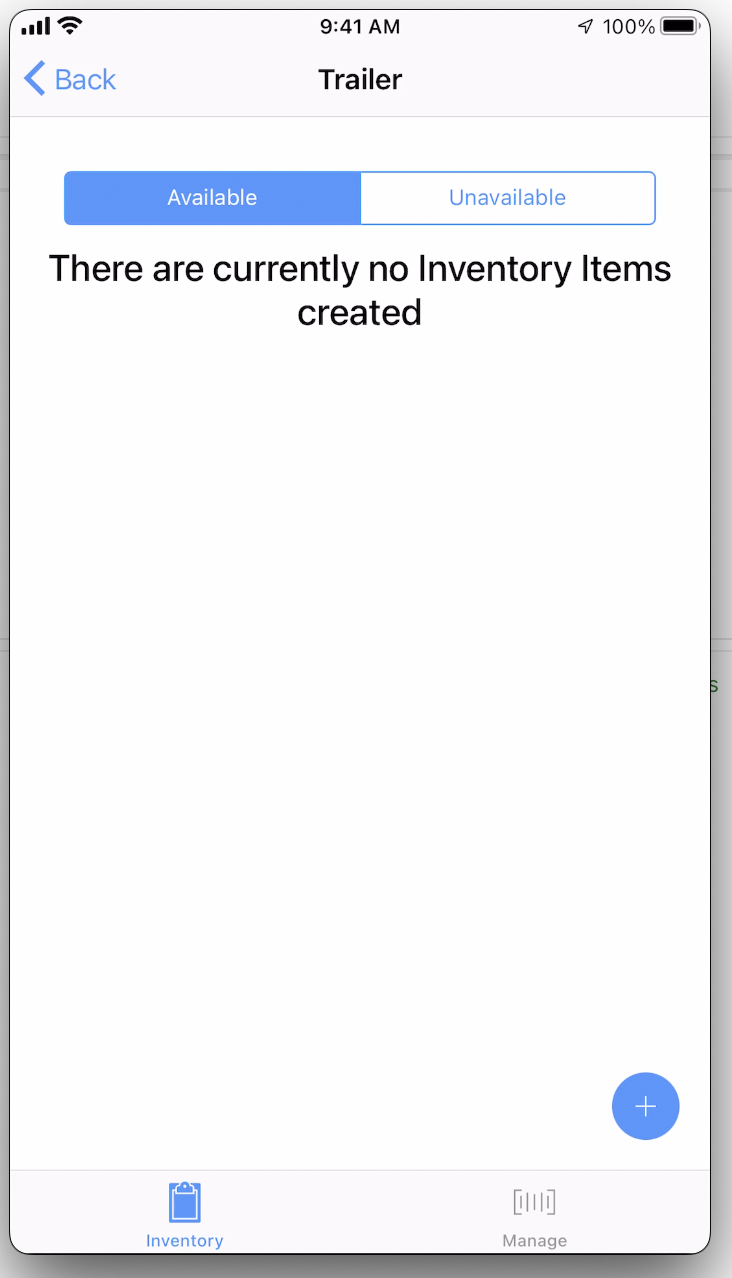 9:41 AM 100%
Back Trailer
Available Unavailable
There are currently no Inventory Items
created
s
Inventory Manage